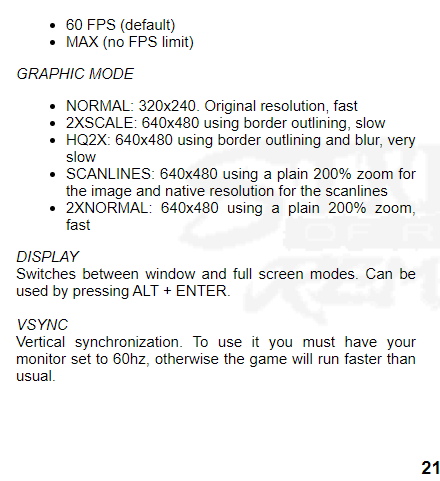 • 60 FPS (default)
• MAX (no FPS limit)
GRAPHIC MODE
• NORMAL: 320x240. Original resolution, fast
• 2XSCALE: 640x480 using border outlining, slow
• HQ2X: 640x480 using border outlining and blur, very
slow
• SCANLINES: 640x480 using a plain 200% zoom for
the image and native resolution for the scanlines
• 2XNORMAL: 640x480 using a plain 200% zoom,
fast
DISPLAY
Switches between window and full screen modes. Can be
used by pressing ALT + ENTER.
VSYNC
Vertical synchronization. To use it you must have your
monitor set to 60hz, otherwise the game will run faster than
usual.
21